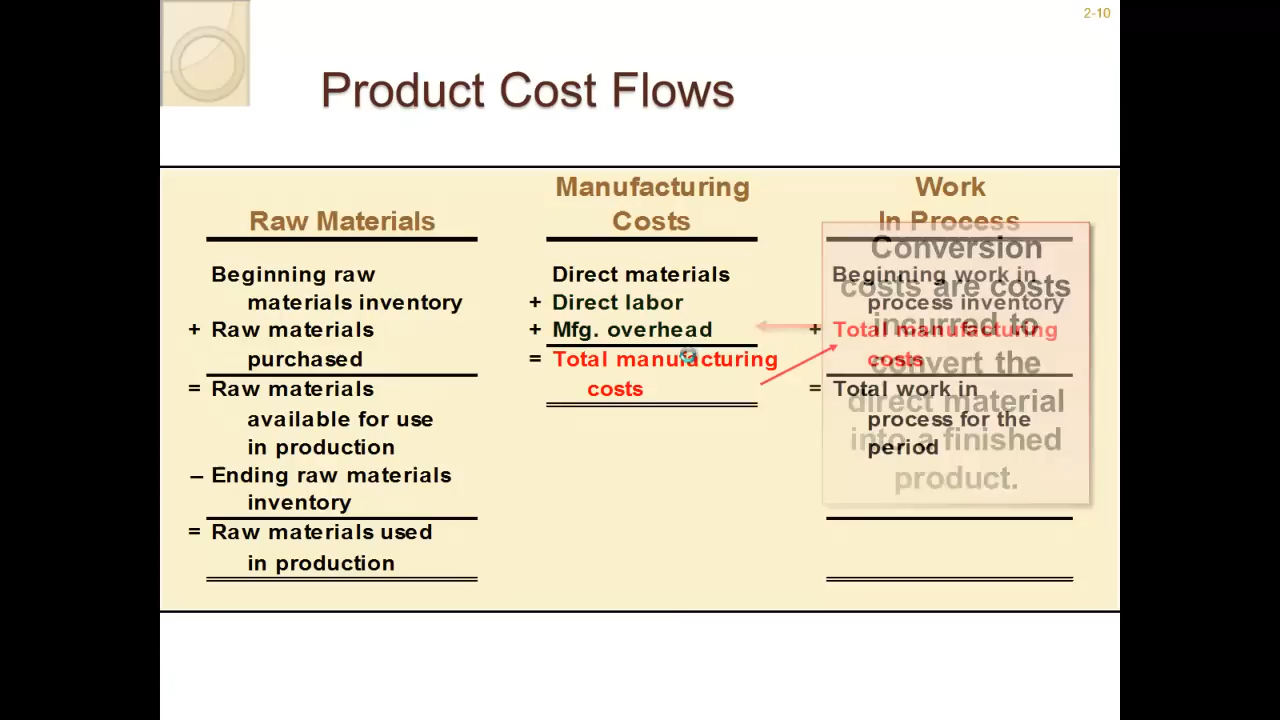 2-10
Product Cost Flows
Raw Materials
Beginning raw
materials inventory
+ Raw materials
purchased
= Raw materials
available for use
in production
– Ending raw materials
inventory
= Raw materials used
in production
Manufacturing
Costs
Direct materials
+ Direct labor
+ Mfg. overhead
= Total manufacturing
costs
Work
In Process
Beginning work in
process inventory
+ Total manufacturing
costs
= Total work in
process for the
period
Conversion
costs are costs
incurred to
convert the
direct material
into a finished
product.